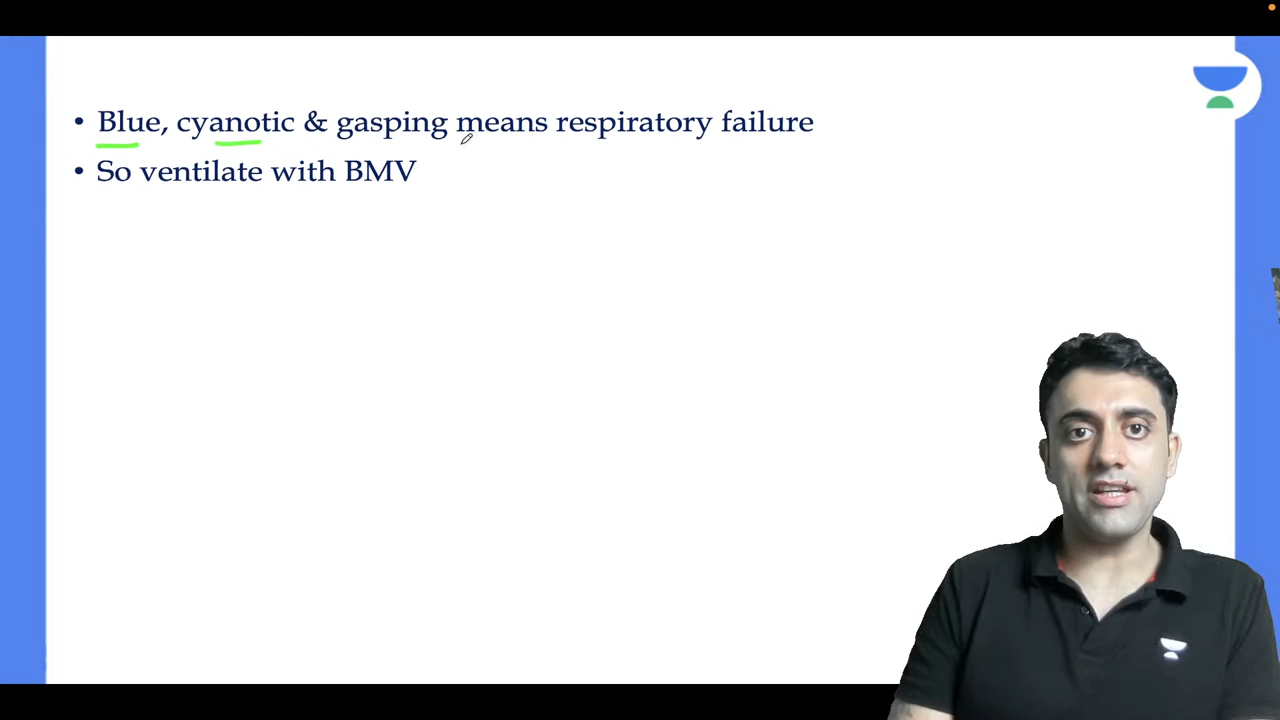 • Blue, cyanotic & gasping means respiratory failure
• So ventilate with BMV